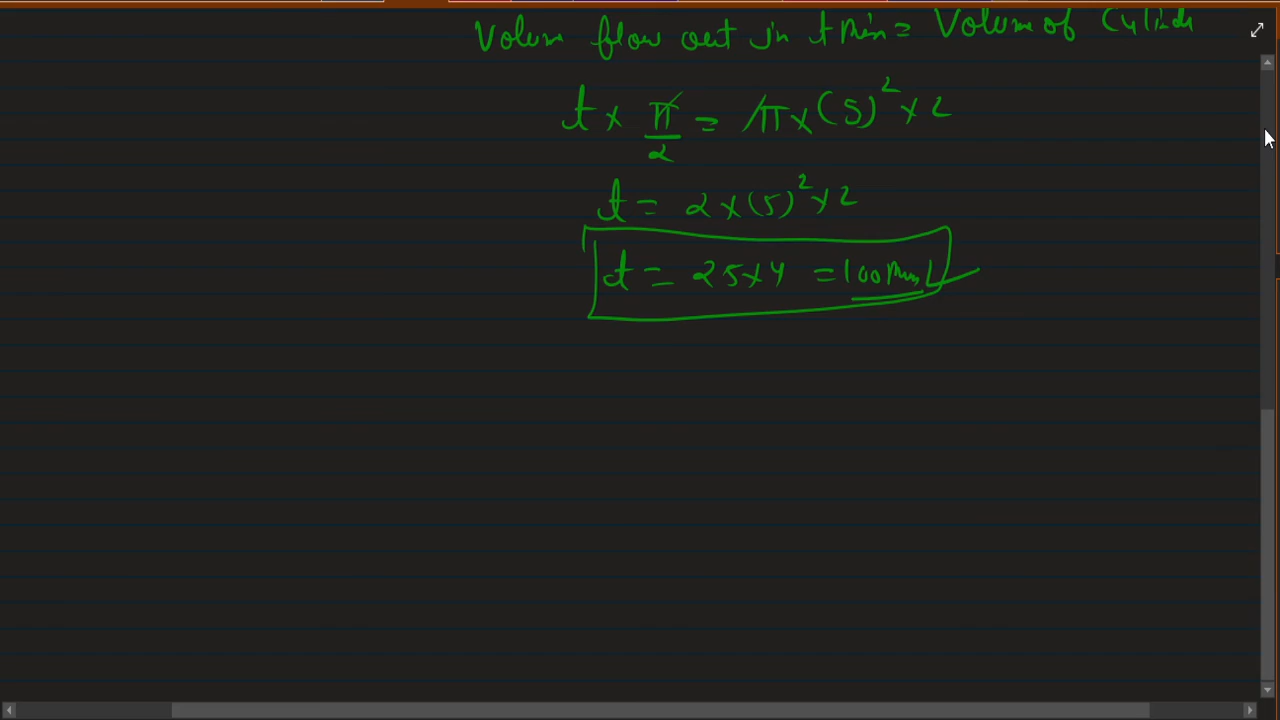 Volume flow out in t Min = Volume of Cylinde
t × π/2 = π × (5)² × 2
t = 2 × (5)² × 2
t = 25 × 4 = 100 Min